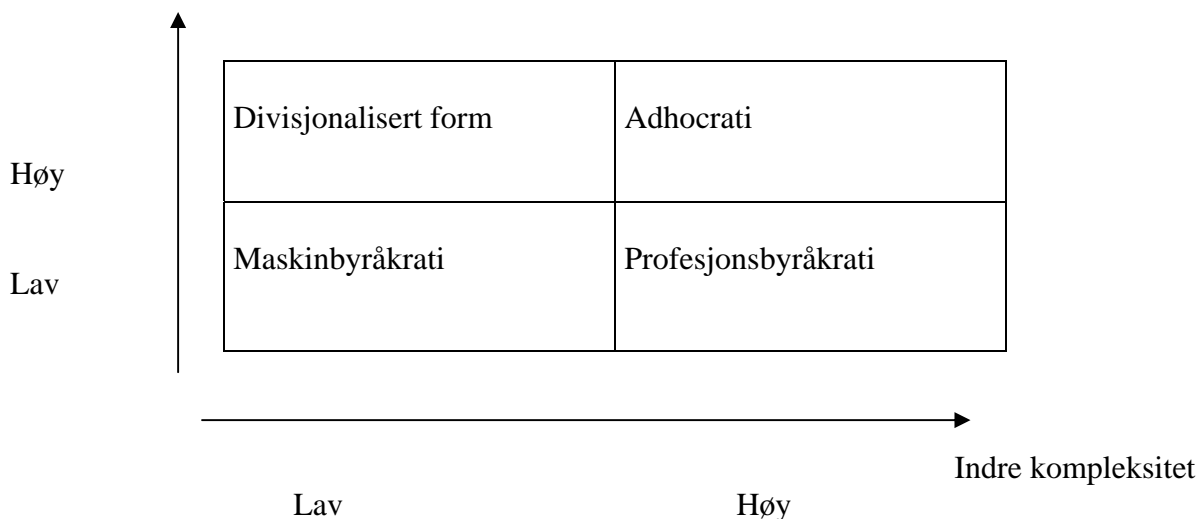 Divisjonalisert form
Adhocrati
Høy
Maskinbyråkrati
Profesjonsbyråkrati
Lav
Indre kompleksitet
Lav
Høy